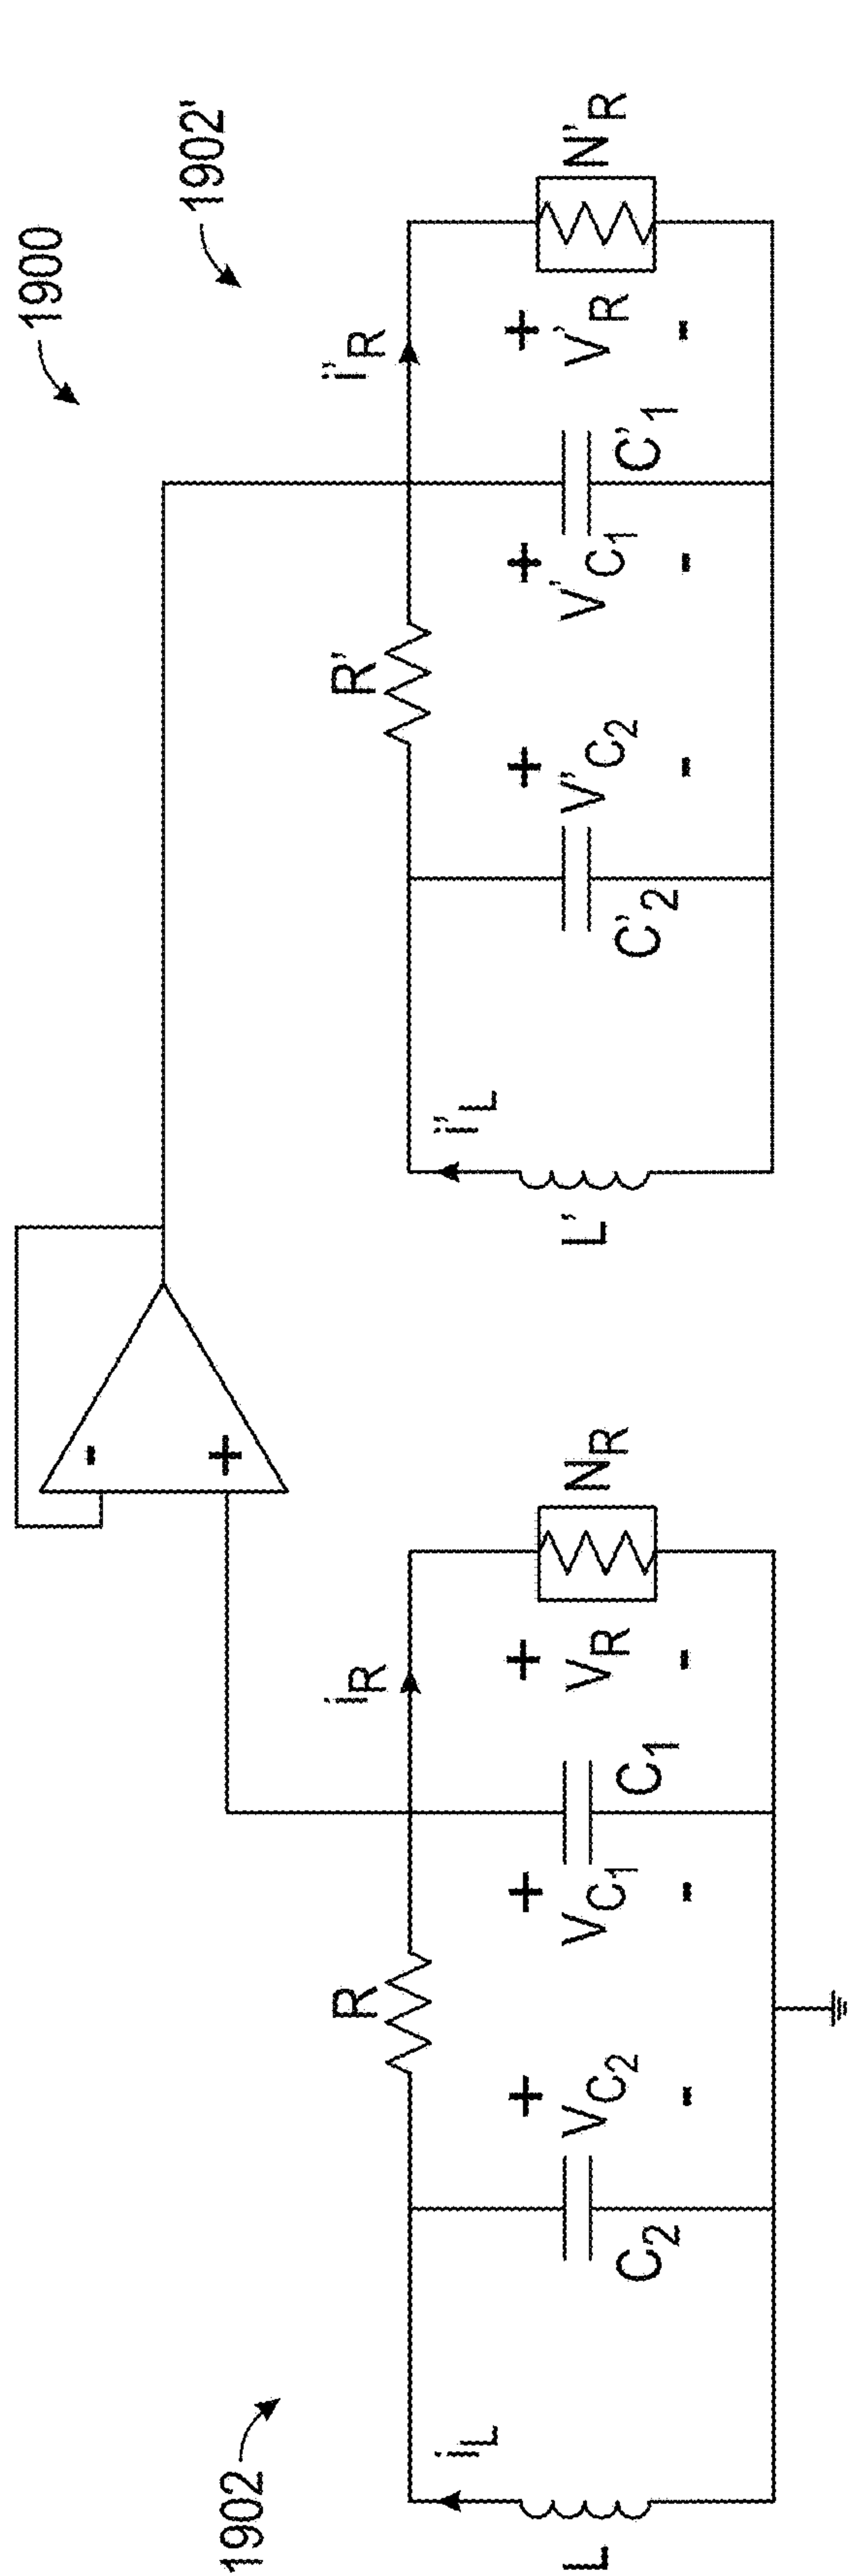 1900
1902'
1902
-
+
R
iR
iL
L
C2
+
VC2
-
+
VC1
-
C1
+
VR
-
NR
R'
i'R
i'L
L'
C'2
+
V'C2
-
+
V'C1
-
C'1
+
V'R
-
N'R